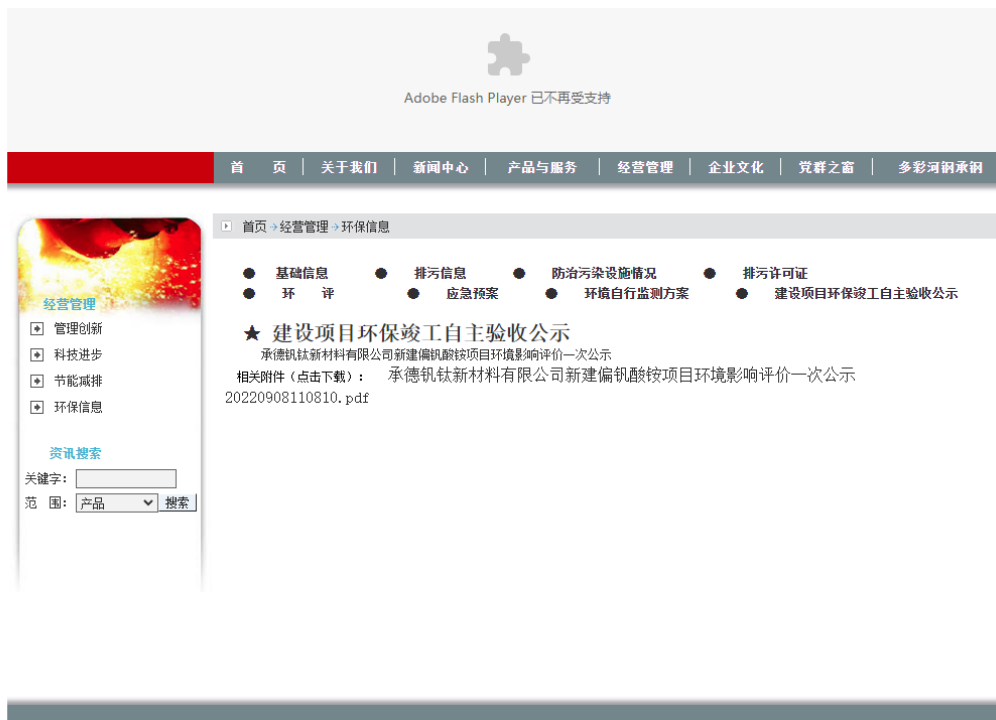 Adobe Flash Player 已不再受支持
首 页 关于我们 新闻中心 产品与服务 经营管理 企业文化 党群之窗 多彩河钢承钢
首页→经营管理→环保信息
经营管理
管理创新
科技进步
节能减排
环保信息
资讯搜索
关键字：
范 围： 产品 搜索
● 基础信息 ● 排污信息 ● 防治污染设施情况 ● 排污许可证
● 环 评 ● 应急预案 ● 环境自行监测方案 ● 建设项目环保竣工自主验收公示
★ 建设项目环保竣工自主验收公示
承德钒钛新材料有限公司新建偏钒酸铵项目环境影响评价一次公示
相关附件（点击下载）： 承德钒钛新材料有限公司新建偏钒酸铵项目环境影响评价一次公示
20220908110810.pdf